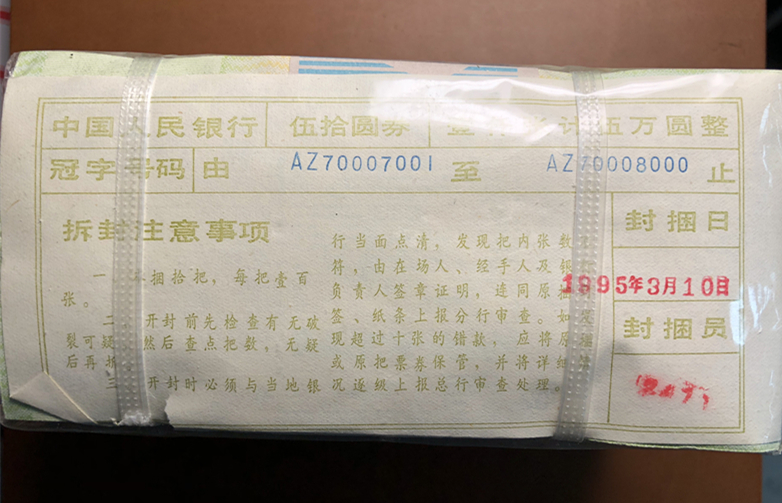 中国人民银行 伍拾圆券 计伍万圆整
冠字号码 由 AZ70007001 至 AZ70008000 止
拆封注意事项
一 捆拾把，每把壹百
张。
二 开封前先检查有无破
裂可疑 然后查点把数，无疑
后再拆
三 开封时必须与当地银
行当面点清，发现把内张数
符，由在场人、经手人及银
负责人签章证明，连同原捆
签、纸条上报分行审查。如
现超过十张的错款，应将原
或原把票券保管，并将详细
况逐级上报总行审查处理。
封捆日
1995年3月10日
封捆员